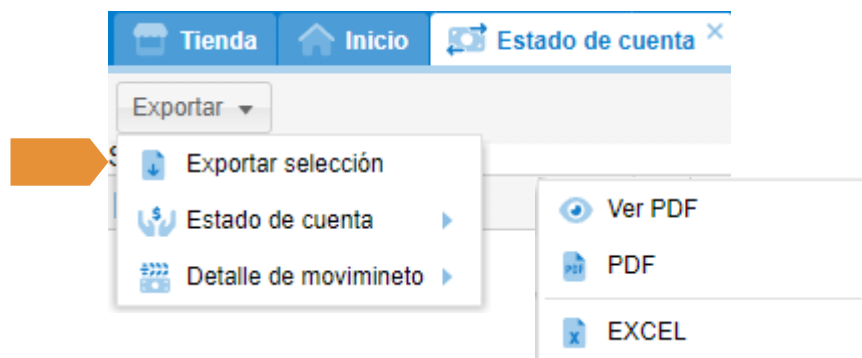 Tienda Inicio Estado de cuenta ×
Exportar
Exportar selección
Estado de cuenta
Detalle de movimineto
Ver PDF
PDF
EXCEL